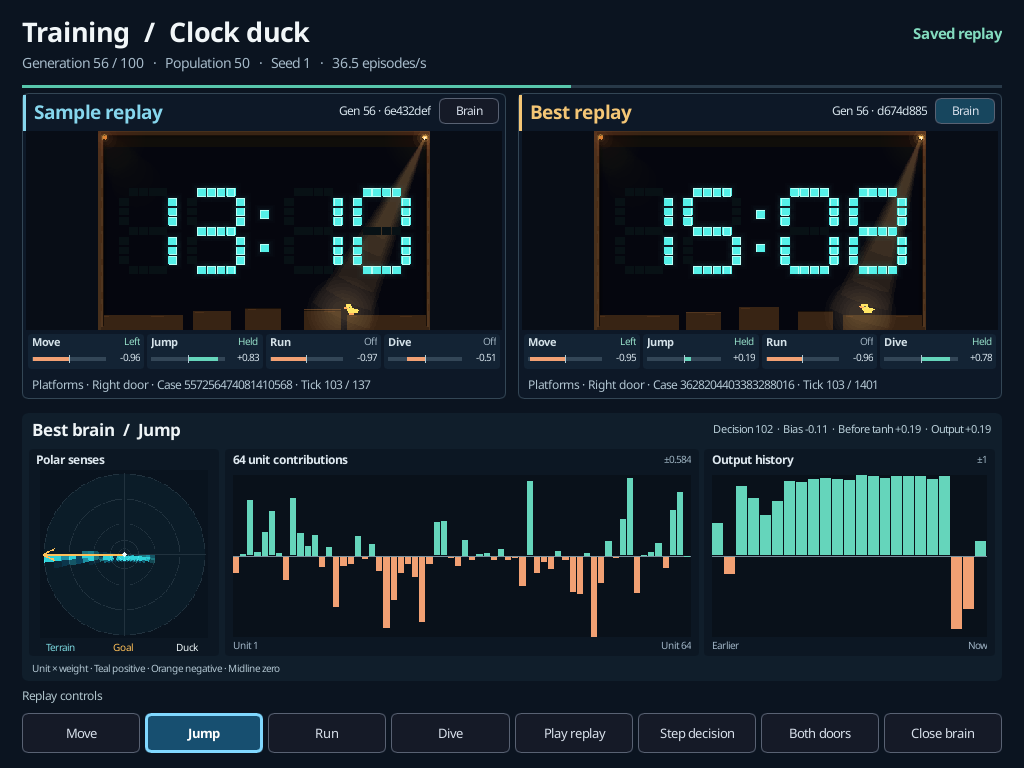 Training / Clock duck
Saved replay
Generation 56 / 100 · Population 50 · Seed 1 · 36.5 episodes/s
Sample replay
Gen 56 · 6e432def
Brain
13:10
Move Left -0.96
Jump Held +0.83
Run Off -0.97
Dive Off -0.51
Platforms · Right door · Case 557256474081410568 · Tick 103 / 137
Best replay
Gen 56 · d674d885
Brain
15:08
Move Left -0.95
Jump Held +0.19
Run Off -0.96
Dive Held +0.78
Platforms · Right door · Case 3628204403383288016 · Tick 103 / 1401
Best brain / Jump
Decision 102 · Bias -0.11 · Before tanh +0.19 · Output +0.19
Polar senses
Terrain Goal Duck
64 unit contributions
±0.584
Unit 1 Unit 64
Output history
±1
Earlier Now
Unit × weight · Teal positive · Orange negative · Midline zero
Replay controls
Move
Jump
Run
Dive
Play replay
Step decision
Both doors
Close brain